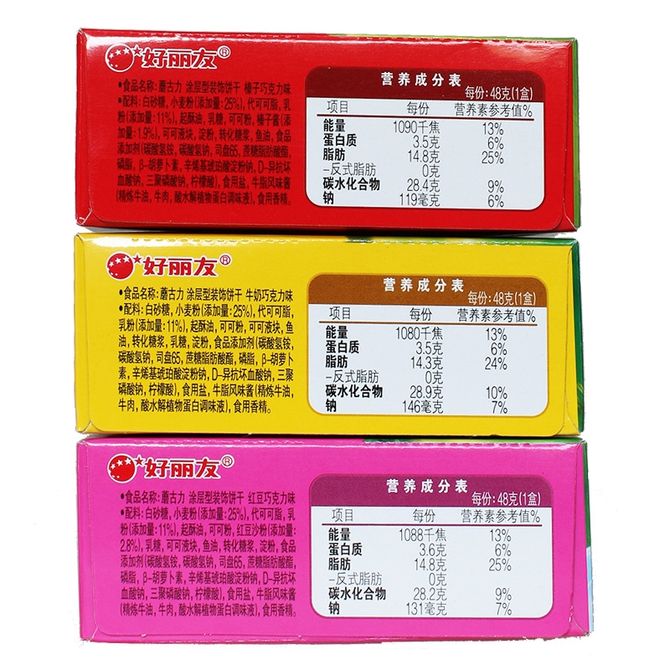 好丽友®
•食品名称：蘑古力 涂层型装饰饼干 榛子巧克力味
•配料：白砂糖，小麦粉（添加量：25%），代可可脂，乳
粉（添加量：11%），起酥油，乳糖，可可粉，榛子酱（添加量：
1.9%），可可液块，淀粉，转化糖浆，鱼油，食品添
加剂（碳酸氢铵，碳酸氢钠，司盘65，蔗糖脂肪酸酯，
磷脂，β-胡萝卜素，辛烯基琥珀酸淀粉钠，D-异抗坏
血酸钠，三聚磷酸钠，柠檬酸），食用盐，牛脂风味酱
（精炼牛油，牛肉，酸水解植物蛋白调味液），食用香精。
营养成分表
每份：48克(1盒)
项目 每份 营养素参考值%
能量 1090千焦 13%
蛋白质 3.5克 6%
脂肪 14.8克 25%
-反式脂肪 0克
碳水化合物 28.4克 9%
钠 119毫克 6%
好丽友®
•食品名称：蘑古力 涂层型装饰饼干 牛奶巧克力味
•配料：白砂糖，小麦粉（添加量：25%），代可可脂，
乳粉（添加量：11%），起酥油，可可粉，可可液块，鱼
油，转化糖浆，乳糖，食品添加剂（碳酸氢铵，
碳酸氢钠，司盘65，蔗糖脂肪酸酯，磷脂，β-胡萝卜
素，辛烯基琥珀酸淀粉钠，D-异抗坏血酸钠，三聚
磷酸钠，柠檬酸），食用盐，牛脂风味酱（精炼牛油，
牛肉，酸水解植物蛋白调味液），食用香精。
营养成分表
每份：48克(1盒)
项目 每份 营养素参考值%
能量 1080千焦 13%
蛋白质 3.5克 6%
脂肪 14.3克 24%
-反式脂肪 0克
碳水化合物 28.9克 10%
钠 146毫克 7%
好丽友®
•食品名称：蘑古力 涂层型装饰饼干 红豆巧克力味
•配料：白砂糖，小麦粉（添加量：25%），代可可脂，乳
粉（添加量：11%），起酥油，可可粉，红豆沙粉（添加量：
2.8%），乳糖，可可液块，鱼油，转化糖浆，淀粉，食品
添加剂（碳酸氢铵，碳酸氢钠，司盘65，蔗糖脂肪酸酯，
磷脂，β-胡萝卜素，辛烯基琥珀酸淀粉钠，D-异抗坏
血酸钠，三聚磷酸钠，柠檬酸），食用盐，牛脂风味酱
（精炼牛油，牛肉，酸水解植物蛋白调味液），食用香精。
营养成分表
每份：48克(1盒)
项目 每份 营养素参考值%
能量 1088千焦 13%
蛋白质 3.6克 6%
脂肪 14.8克 25%
-反式脂肪 0克
碳水化合物 28.2克 9%
钠 131毫克 7%